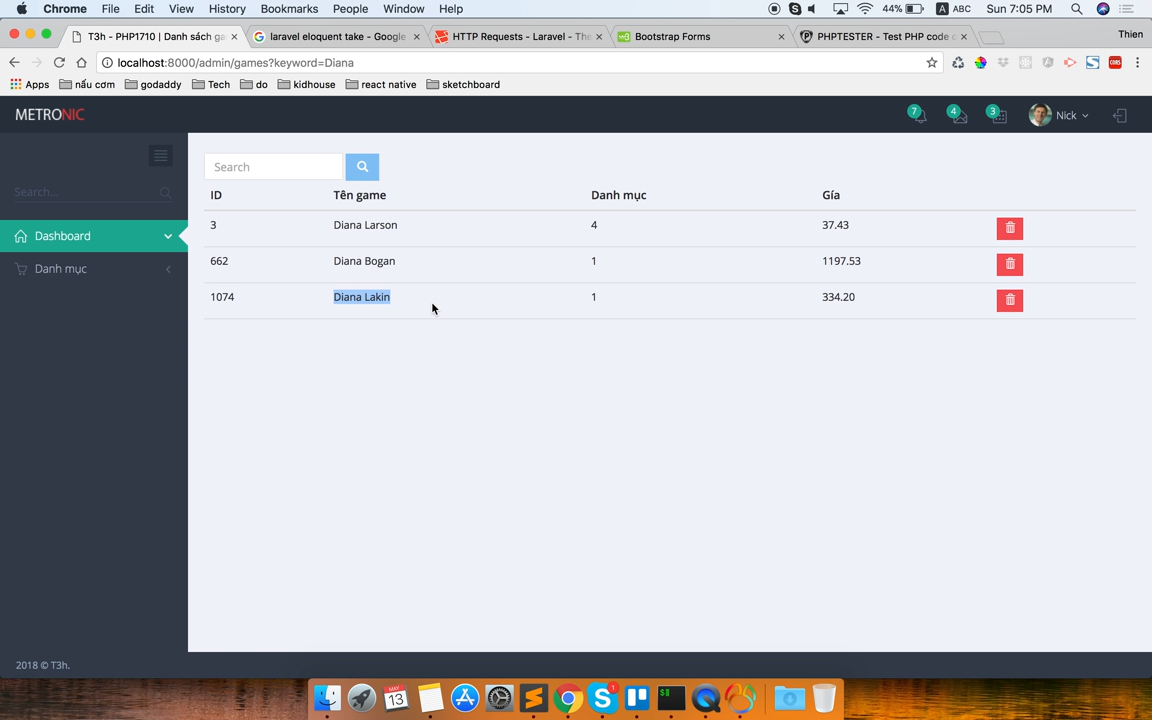 Chrome File Edit View History Bookmarks People Window Help 44% A ABC Sun 7:05 PM
T3h - PHP1710 | Danh sách ga laravel eloquent take - Google HTTP Requests - Laravel - The Bootstrap Forms PHPTESTER - Test PHP code o Thien
localhost:8000/admin/games?keyword=Diana
Apps nấu cơm godaddy Tech do kidhouse react native sketchboard
METRONIC 7 4 3 Nick
Search... Search
ID Tên game Danh mục Gía
3 Diana Larson 4 37.43
Dashboard
662 Diana Bogan 1 1197.53
Danh mục
1074 Diana Lakin 1 334.20
2018 © T3h.
MAY
13
1